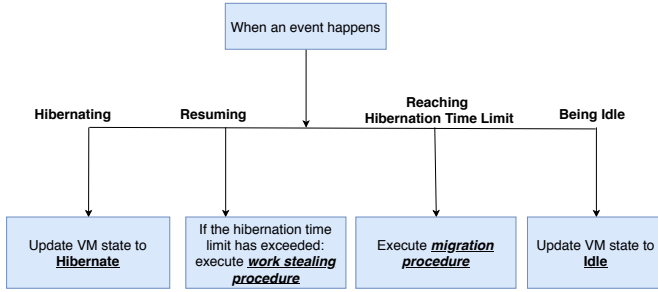 When an event happens
Hibernating
Resuming
Reaching
Hibernation Time Limit
Being Idle
Update VM state to
Hibernate
If the hibernation time
limit has exceeded:
execute work stealing
procedure
Execute migration
procedure
Update VM state to
Idle